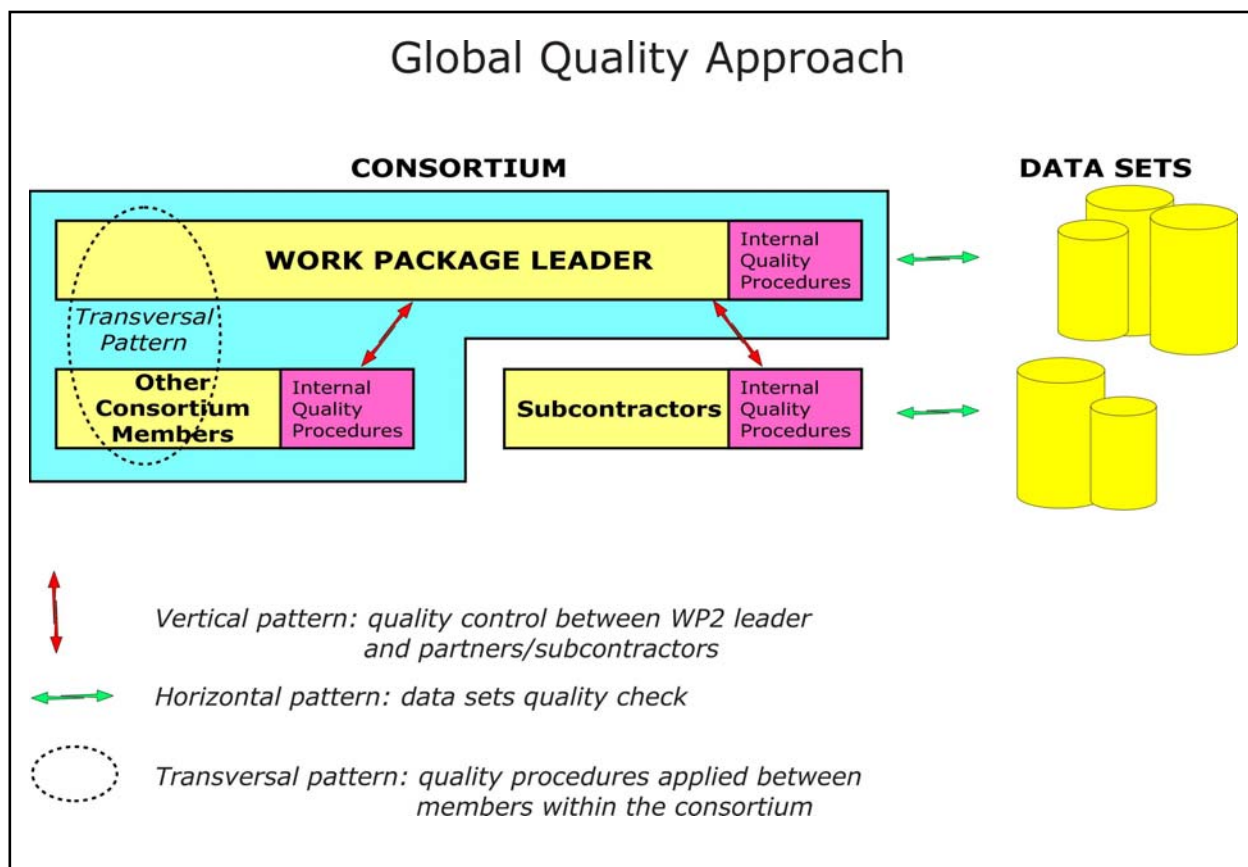 Global Quality Approach
CONSORTIUM
DATA SETS
WORK PACKAGE LEADER
Internal
Quality
Procedures
Transversal
Pattern
Other
Consortium
Members
Internal
Quality
Procedures
Subcontractors
Internal
Quality
Procedures
Vertical pattern: quality control between WP2 leader
and partners/subcontractors
Horizontal pattern: data sets quality check
Transversal pattern: quality procedures applied between
members within the consortium